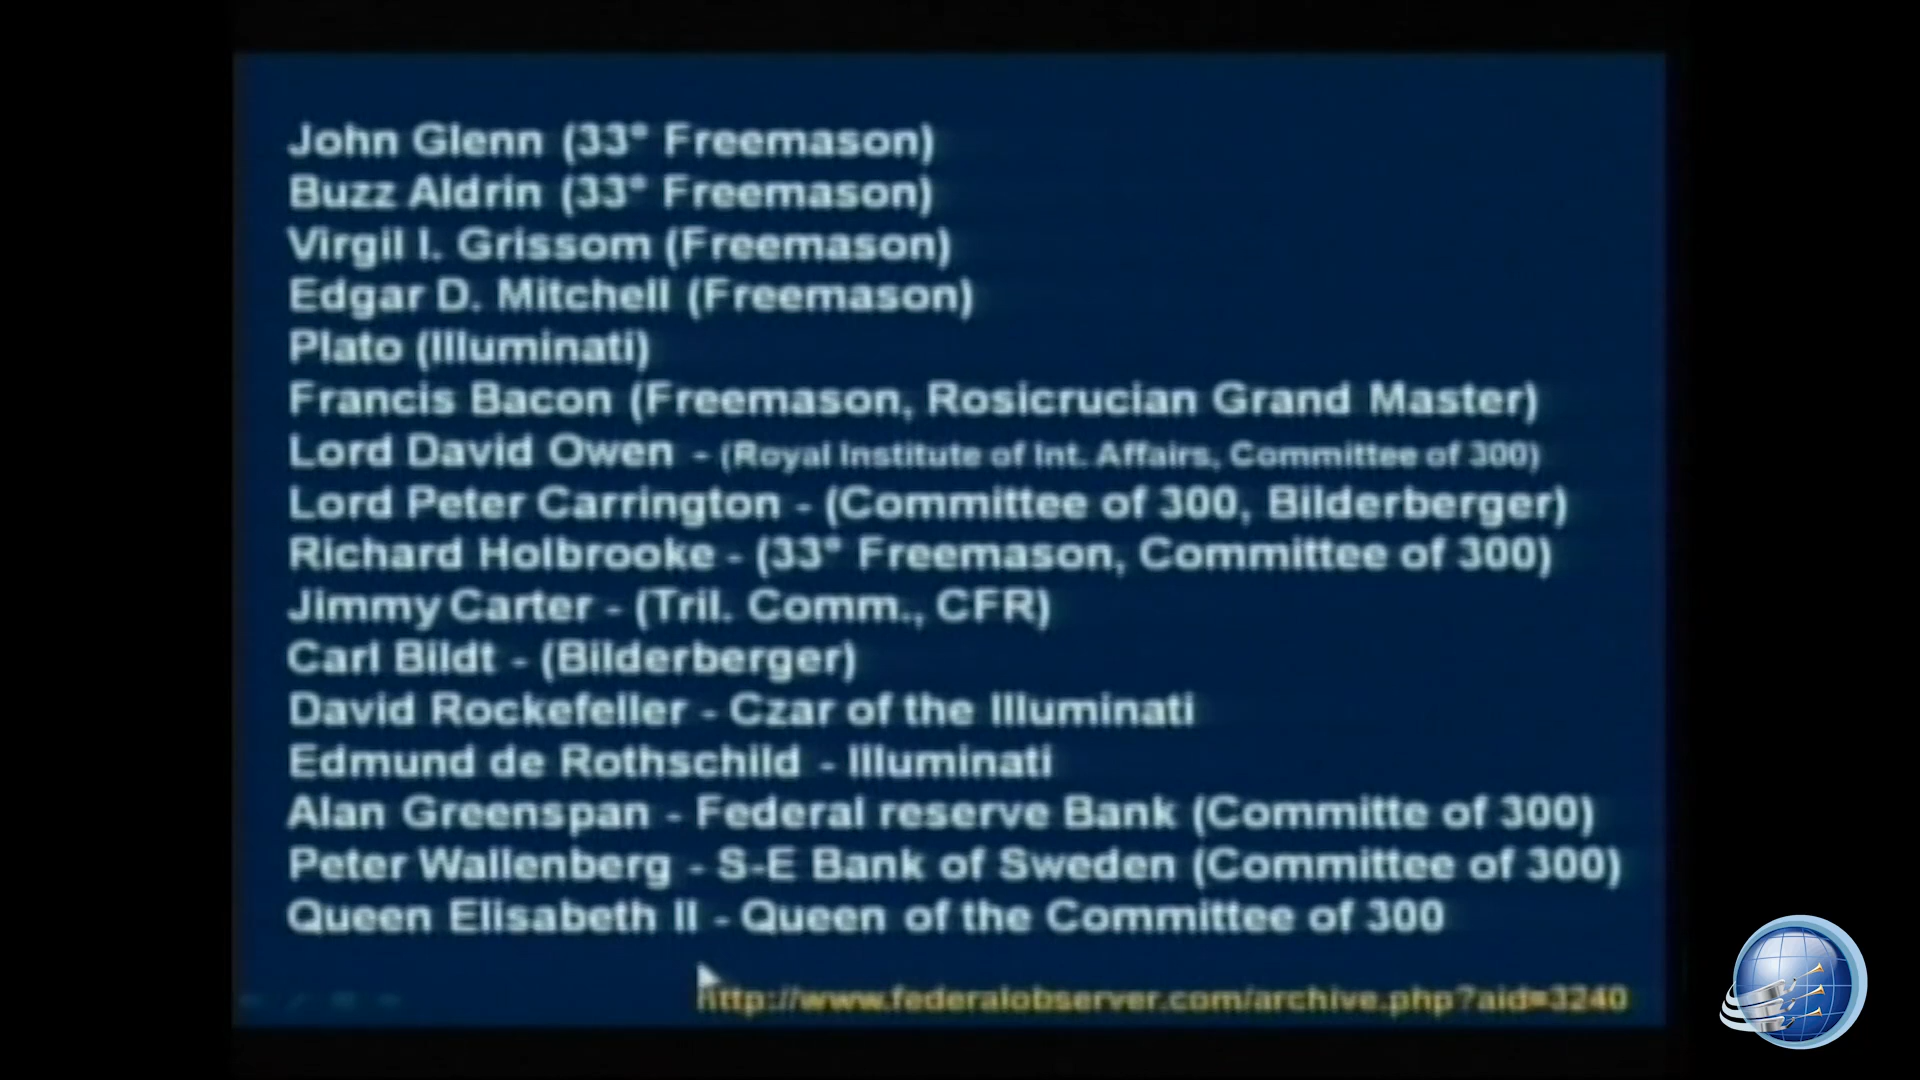 John Glenn (33° Freemason)
Buzz Aldrin (33° Freemason)
Virgil I. Grissom (Freemason)
Edgar D. Mitchell (Freemason)
Plato (Illuminati)
Francis Bacon (Freemason, Rosicrucian Grand Master)
Lord David Owen - (Royal Institute of Int. Affairs, Committee of 300)
Lord Peter Carrington - (Committee of 300, Bilderberger)
Richard Holbrooke - (33° Freemason, Committee of 300)
Jimmy Carter - (Tril. Comm., CFR)
Carl Bildt - (Bilderberger)
David Rockefeller - Czar of the Illuminati
Edmund de Rothschild - Illuminati
Alan Greenspan - Federal reserve Bank (Committe of 300)
Peter Wallenberg - S-E Bank of Sweden (Committee of 300)
Queen Elisabeth II - Queen of the Committee of 300
http://www.federalobserver.com/archive.php?aid=3240